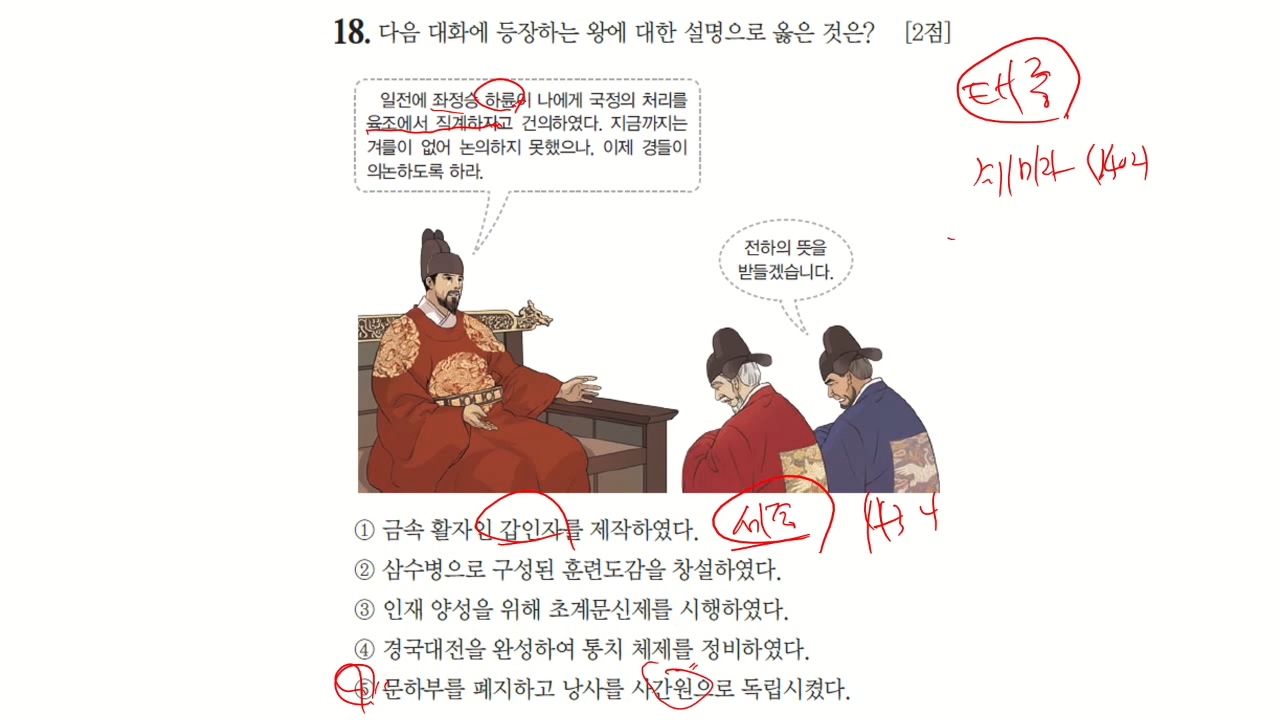 18. 다음 대화에 등장하는 왕에 대한 설명으로 옳은 것은? [2점]
일전에 좌정승 하륜이 나에게 국정의 처리를
육조에서 직계하자고 건의하였다. 지금까지는
겨를이 없어 논의하지 못했으나, 이제 경들이
의논하도록 하라.
태종
계미자 (1402)
전하의 뜻을
받들겠습니다.
① 금속 활자인 갑인자를 제작하였다.
1434
② 삼수병으로 구성된 훈련도감을 창설하였다.
③ 인재 양성을 위해 초계문신제를 시행하였다.
④ 경국대전을 완성하여 통치 체제를 정비하였다.
⑤ 문하부를 폐지하고 낭사를 사간원으로 독립시켰다.